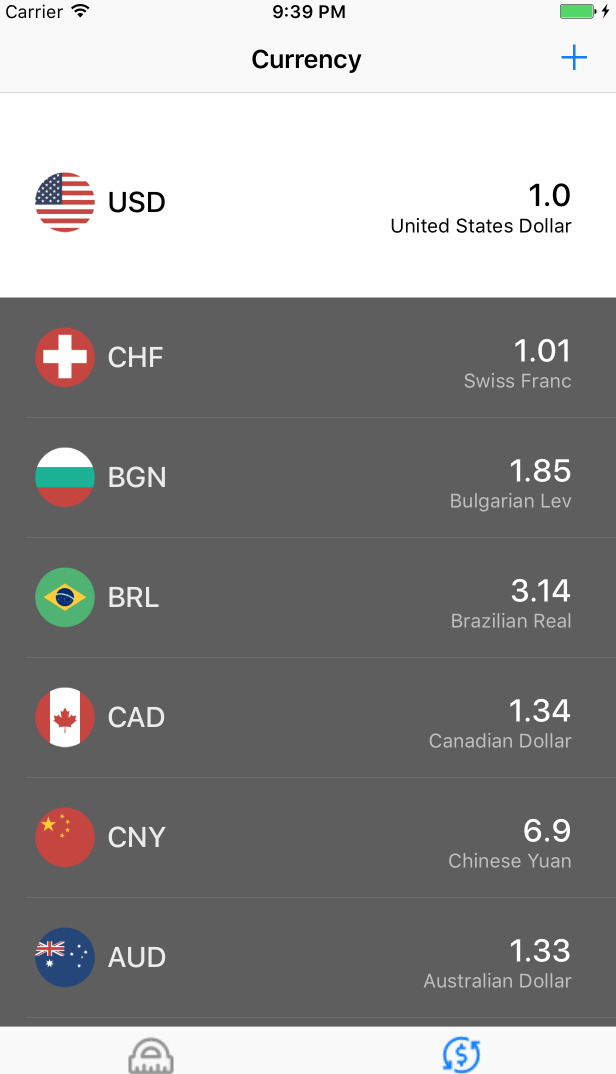 Carrier 9:39 PM
Currency
USD 1.0
United States Dollar
CHF 1.01
Swiss Franc
BGN 1.85
Bulgarian Lev
BRL 3.14
Brazilian Real
CAD 1.34
Canadian Dollar
CNY 6.9
Chinese Yuan
AUD 1.33
Australian Dollar